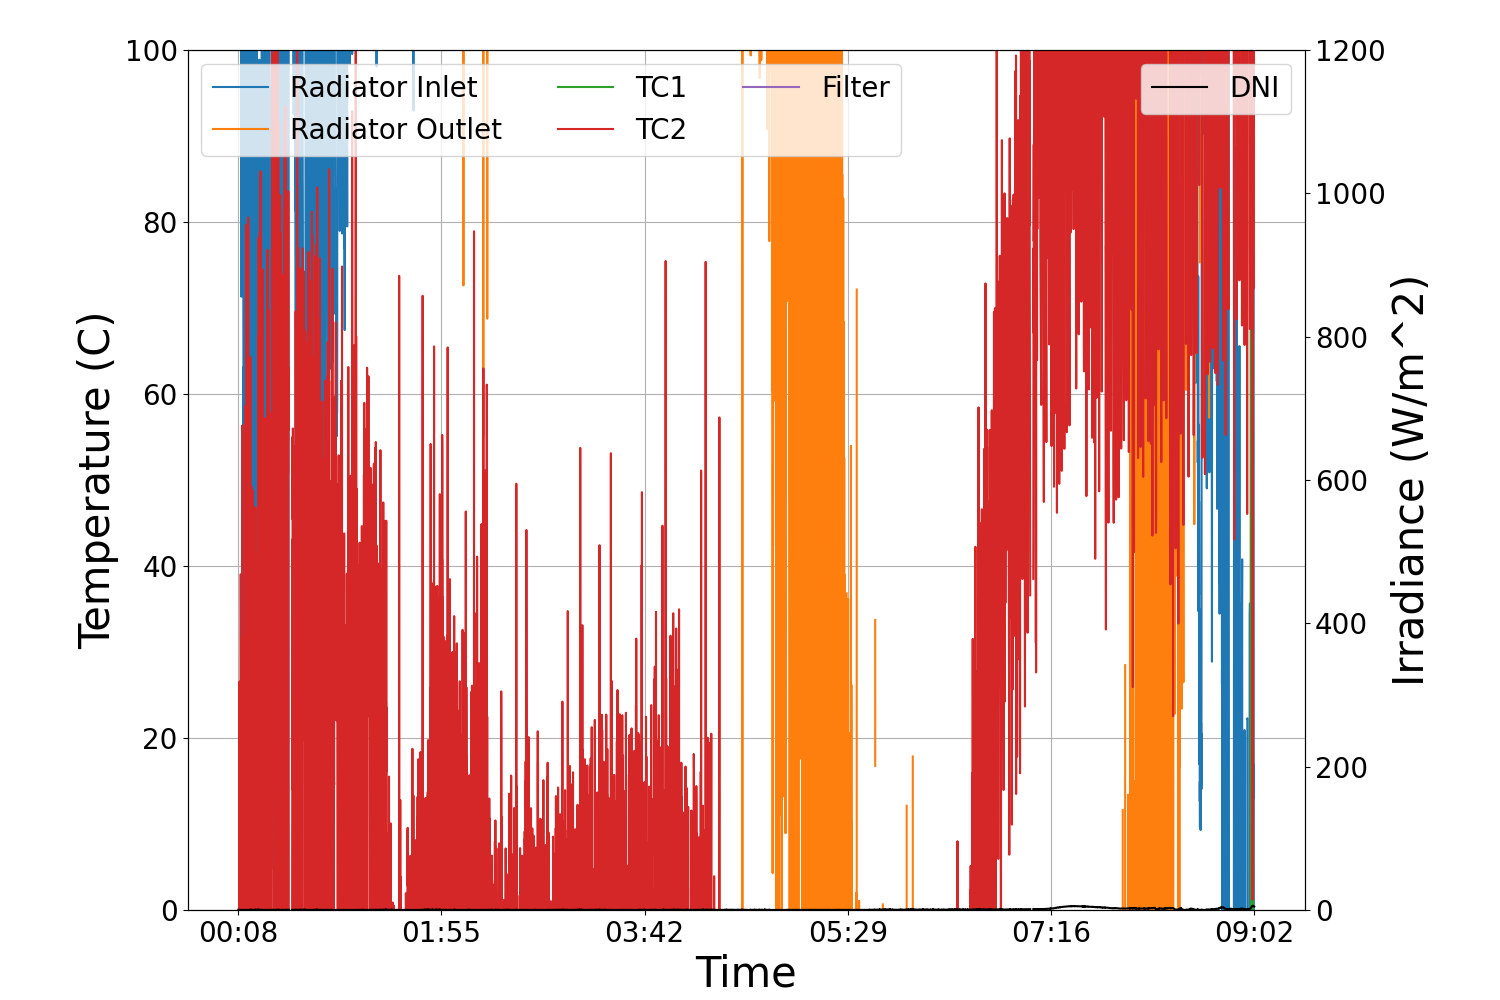 Radiator Inlet
Radiator Outlet
TC1
TC2
Filter
DNI
100
80
60
40
20
0
Temperature (C)
1200
1000
800
600
400
200
0
Irradiance (W/m^2)
00:08 01:55 03:42 05:29 07:16 09:02
Time